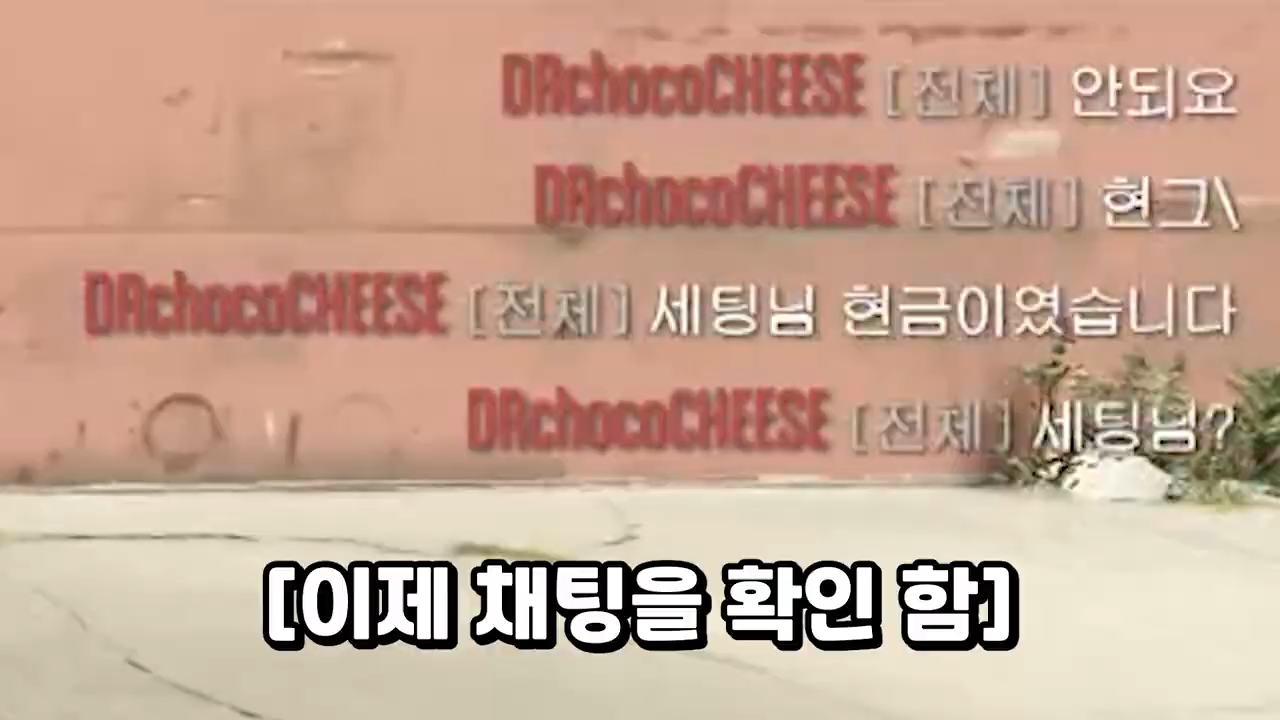 DRchocoCHEESE [전체] 안되요
DRchocoCHEESE [전체] 현그\
DRchocoCHEESE [전체] 세팅님 현금이였습니다
DRchocoCHEESE [전체] 세팅님?
[이제 채팅을 확인 함]